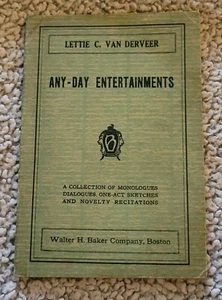 LETTIE C. VAN DERVEER
ANY-DAY ENTERTAINMENTS
B
A COLLECTION OF MONOLOGUES
DIALOGUES, ONE-ACT SKETCHES
AND NOVELTY RECITATIONS
Walter H. Baker Company, Boston